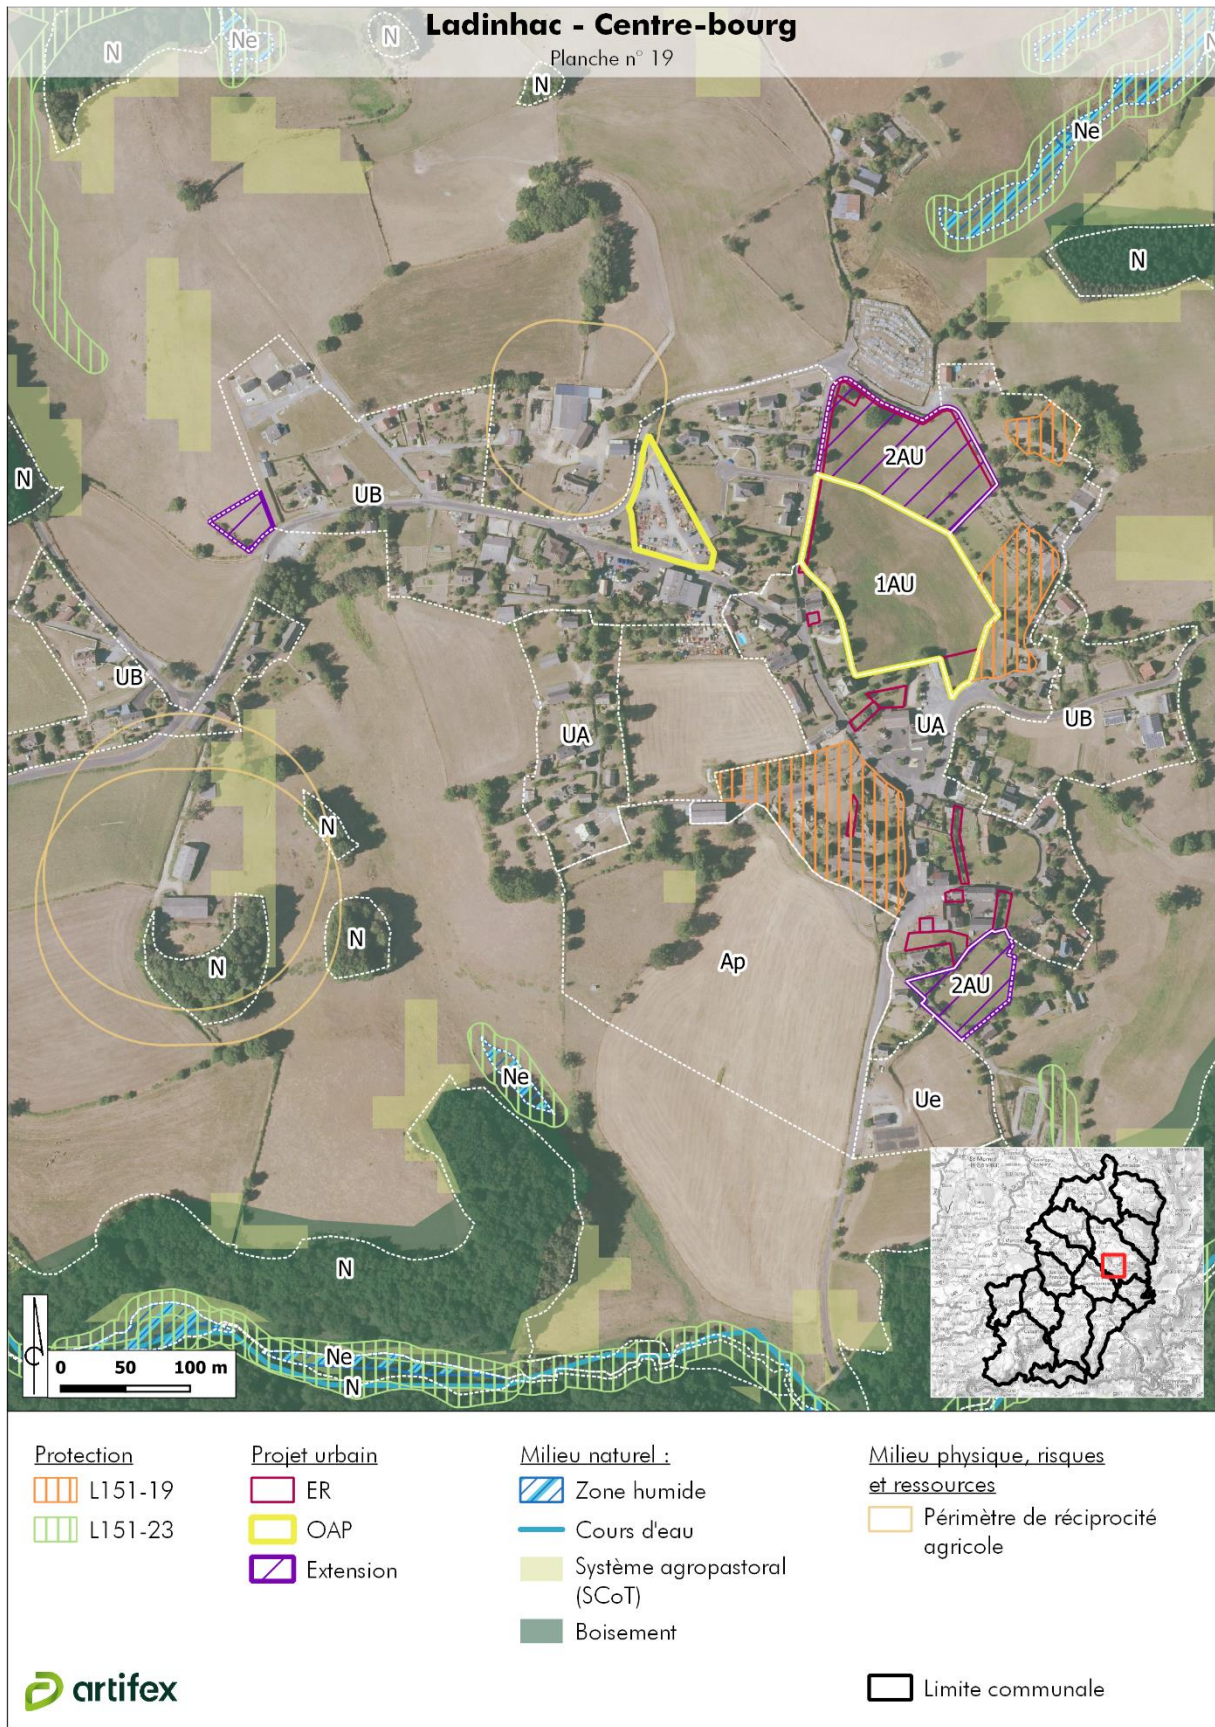 Ladinhac - Centre-bourg
Planche n° 19
N
Ne
N
N
N
Ne
N
2AU
UB
N
1AU
UB
UA
UA
UB
N
N
N
Ap
2AU
Ne
Ue
N
Ne
N
0 50 100 m
Protection
L151-19
L151-23
Projet urbain
ER
OAP
Extension
Milieu naturel :
Zone humide
Cours d'eau
Système agropastoral
(SCoT)
Boisement
Milieu physique, risques
et ressources
Périmètre de réciprocité
agricole
Limite communale
artifex